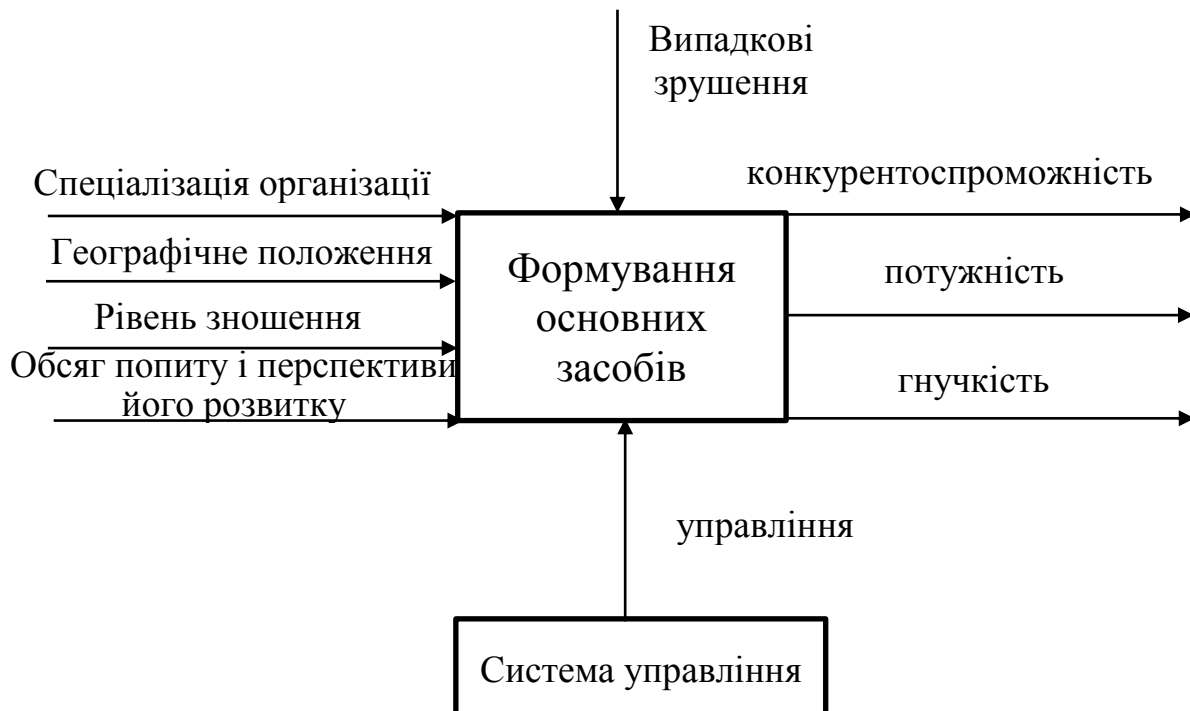 Випадкові
зрушення
Спеціалізація організації
Географічне положення
Рівень зношення
Обсяг попиту і перспективи
його розвитку
Формування
основних
засобів
конкурентоспроможність
потужність
гнучкість
управління
Система управління